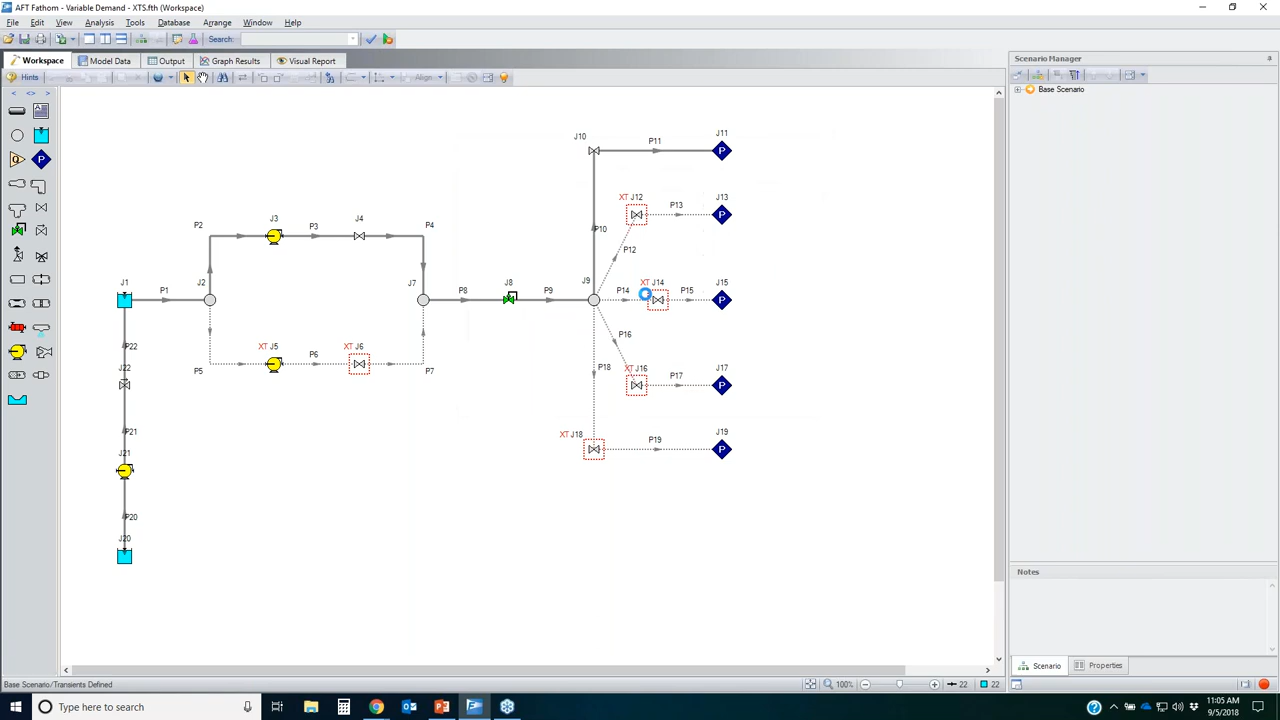 AFT Fathom - Variable Demand - XTS.fth (Workspace)
File Edit View Analysis Tools Database Arrange Window Help
Search:
Workspace Model Data Output Graph Results Visual Report
Hints Align
Scenario Manager
Base Scenario
J10 P11 J11
XT J12 P13 J13
P10
P12
P2 J3 P3 J4 P4
J1 P1 J2 J7 P8 J8 P9 J9 P14 XT J14 P15 J15
P22
J22
P5 XT J5 P6 XT J6 P7
P16
P18 XT J16 P17 J17
P21
J21
XT J18 P19 J19
P20
J20
Notes
Scenario Properties
Base Scenario/Transients Defined
100% 22 22
Type here to search
11:05 AM
9/5/2018